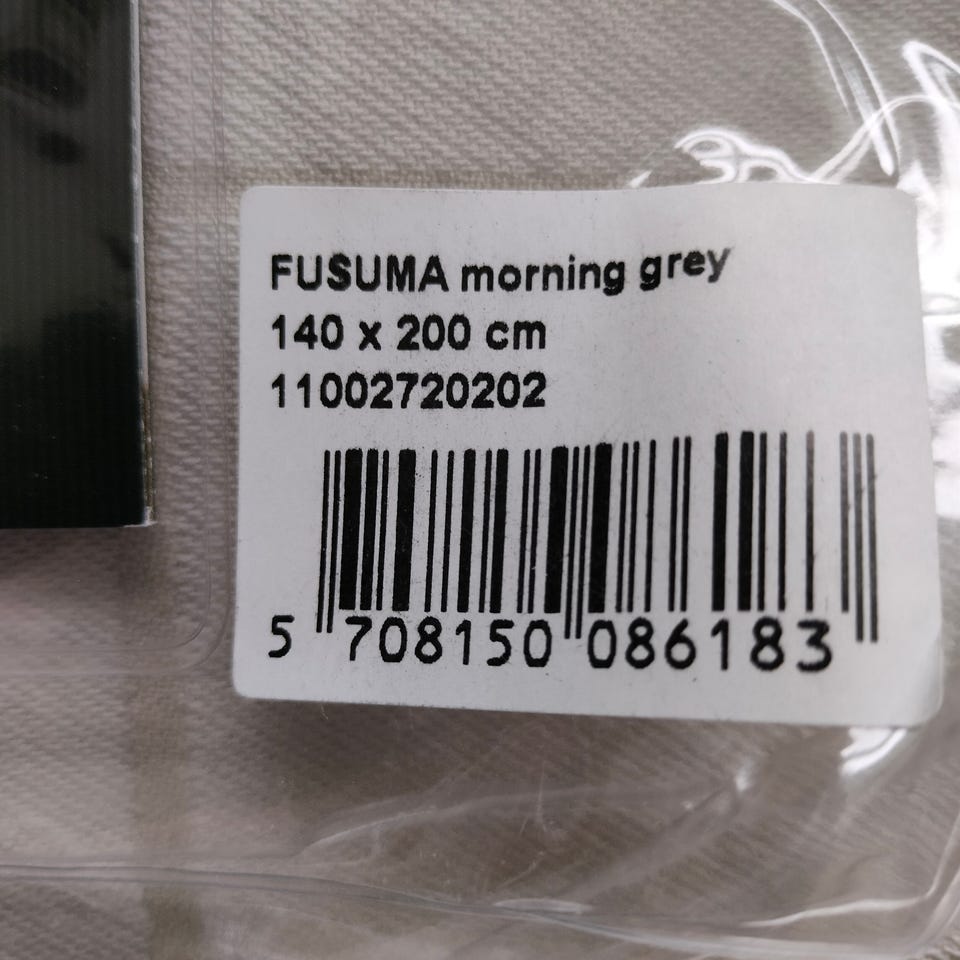 FUSUMA morning grey
140 x 200 cm
11002720202
5 708150 086183